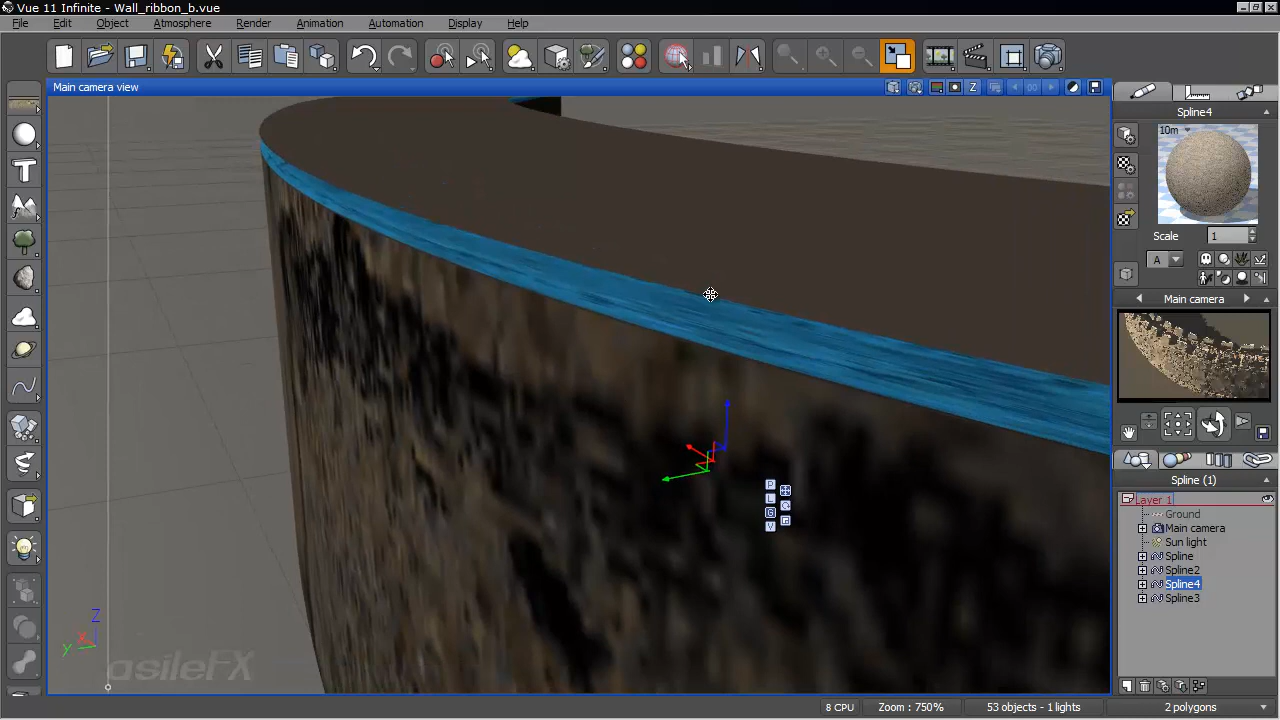 Vue 11 Infinite - Wall_ribbon_b.vue
File Edit Object Atmosphere Render Animation Automation Display Help
Main camera view
Z
Spline4
10m
Scale 1
A
Main camera
Spline (1)
Layer 1
Ground
Main camera
Sun light
Spline
Spline2
Spline4
Spline3
P
L
G
V
Z
X
Y
asileFX
8 CPU Zoom : 750% 53 objects - 1 lights 2 polygons